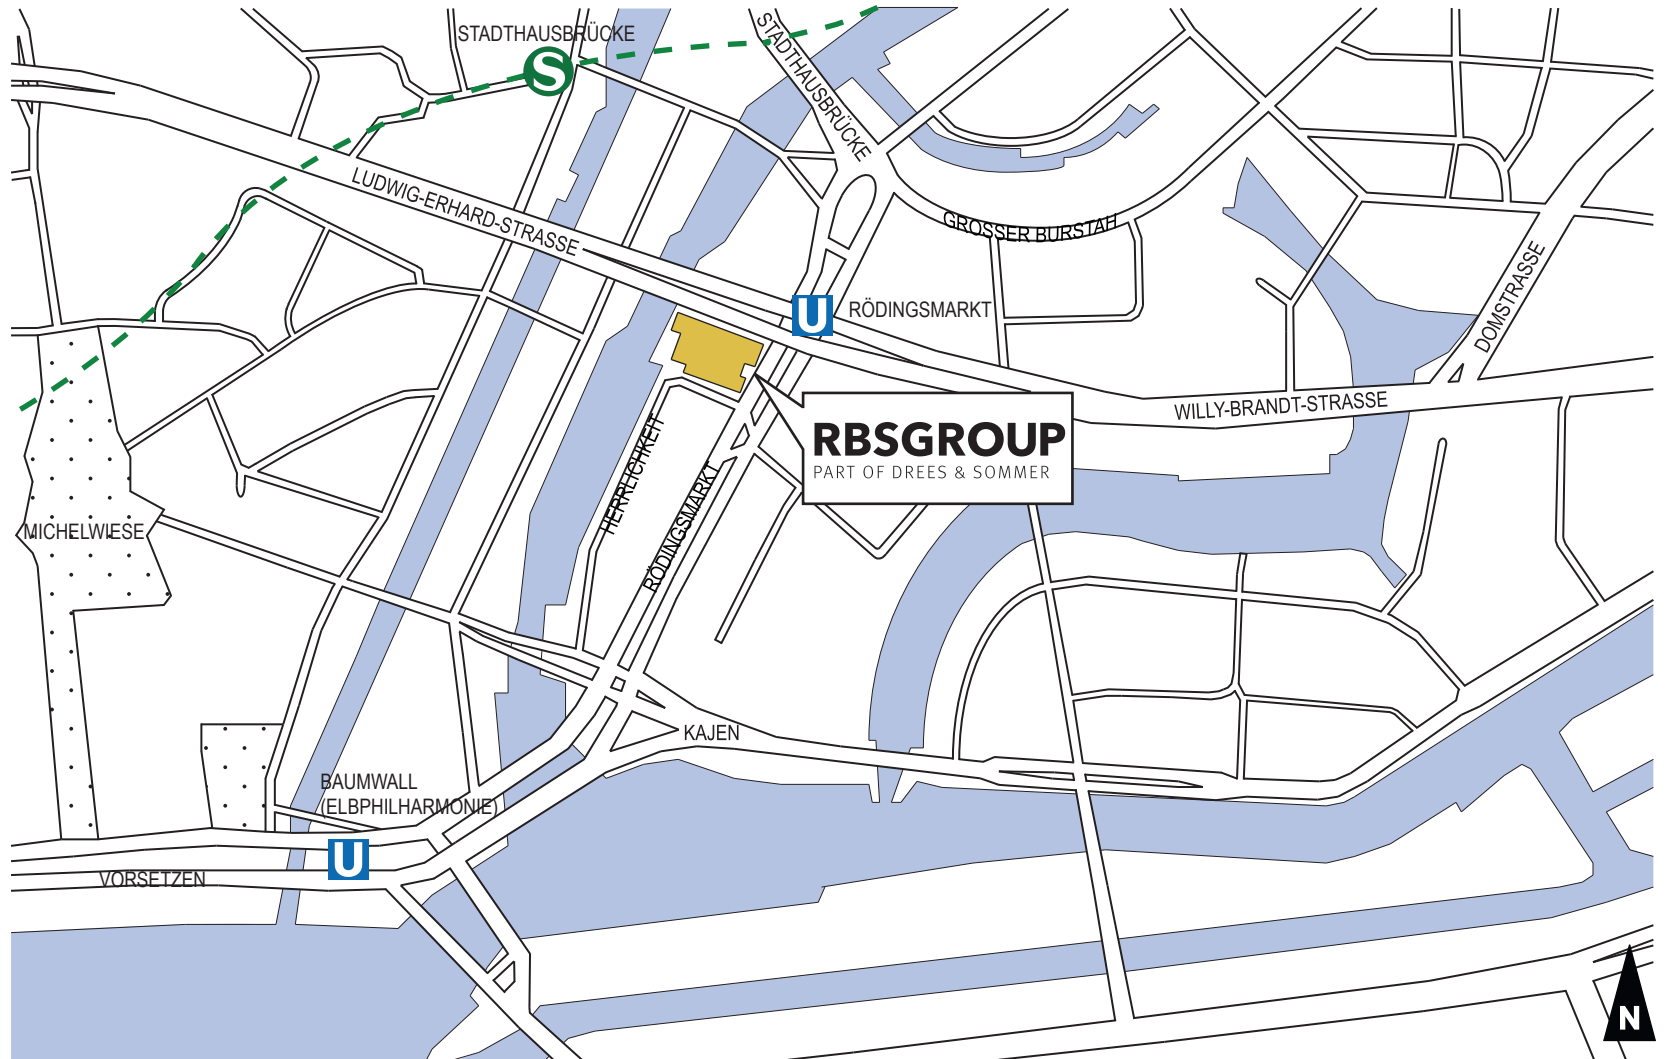 STADTHAUSBRÜCKE
S
STADTHAUSBRÜCKE
LUDWIG-ERHARD-STRASSE
GROSSER BURSTAH
U
RÖDINGSMARKT
DOMSTRASSE
WILLY-BRANDT-STRASSE
RBSGROUP
PART OF DREES & SOMMER
HERRLICHKEIT
RÖDINGSMARKT
MICHELWIESE
KAJEN
BAUMWALL
(ELBPHILHARMONIE)
U
VORSETZEN
N